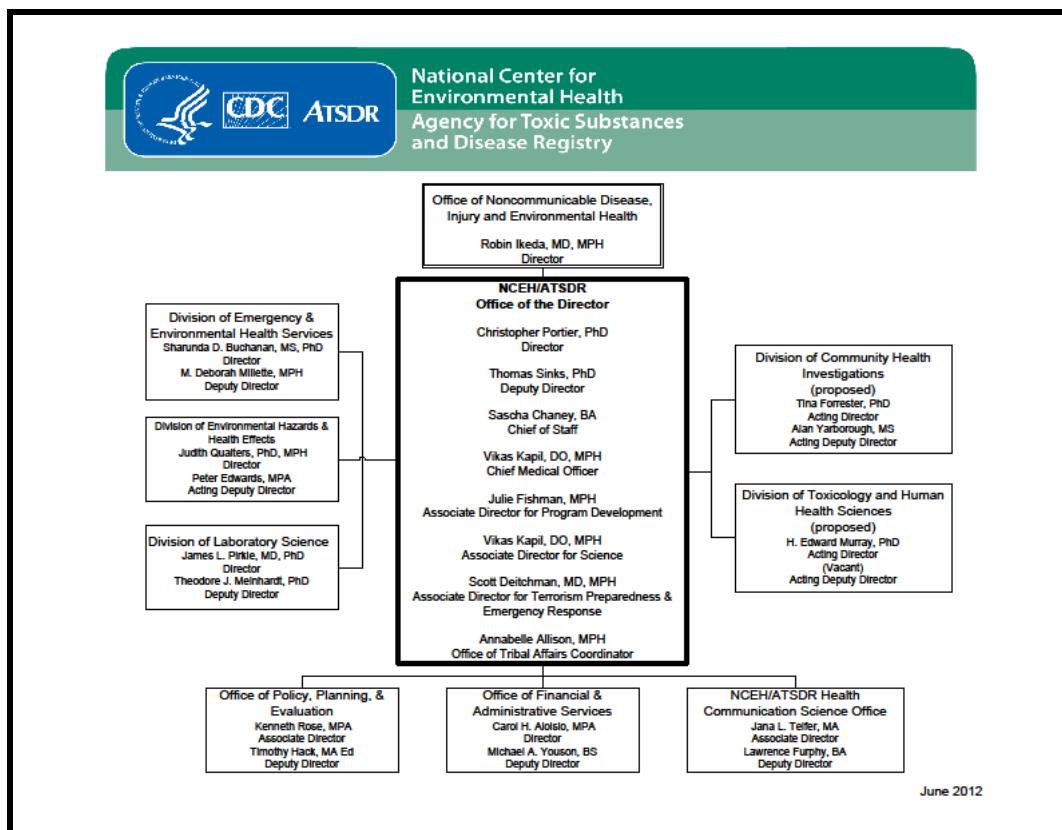 CDC
ATSDR
National Center for
Environmental Health
Agency for Toxic Substances
and Disease Registry
Office of Noncommunicable Disease,
Injury and Environmental Health
Robin Ikeda, MD, MPH
Director
NCEH/ATSDR
Office of the Director
Christopher Portier, PhD
Director
Thomas Sinks, PhD
Deputy Director
Sascha Chaney, BA
Chief of Staff
Vikas Kapil, DO, MPH
Chief Medical Officer
Julie Fishman, MPH
Associate Director for Program Development
Vikas Kapil, DO, MPH
Associate Director for Science
Scott Deitchman, MD, MPH
Associate Director for Terrorism Preparedness &
Emergency Response
Annabelle Allison, MPH
Office of Tribal Affairs Coordinator
Division of Emergency &
Environmental Health Services
Sharunda D. Buchanan, MS, PhD
Director
M. Deborah Millette, MPH
Deputy Director
Division of Environmental Hazards &
Health Effects
Judith Qualters, PhD, MPH
Director
Peter Edwards, MPA
Acting Deputy Director
Division of Laboratory Science
James L. Pirkle, MD, PhD
Director
Theodore J. Meinhardt, PhD
Deputy Director
Division of Community Health
Investigations
(proposed)
Tina Forrester, PhD
Acting Director
Alan Yarborough, MS
Acting Deputy Director
Division of Toxicology and Human
Health Sciences
(proposed)
H. Edward Murray, PhD
Acting Director
(Vacant)
Acting Deputy Director
Office of Policy, Planning, &
Evaluation
Kenneth Rose, MPA
Associate Director
Timothy Hack, MA Ed
Deputy Director
Office of Financial &
Administrative Services
Carol H. Aloisio, MPA
Director
Michael A. Youson, BS
Deputy Director
NCEH/ATSDR Health
Communication Science Office
Jana L. Telfer, MA
Associate Director
Lawrence Furphy, BA
Deputy Director
June 2012